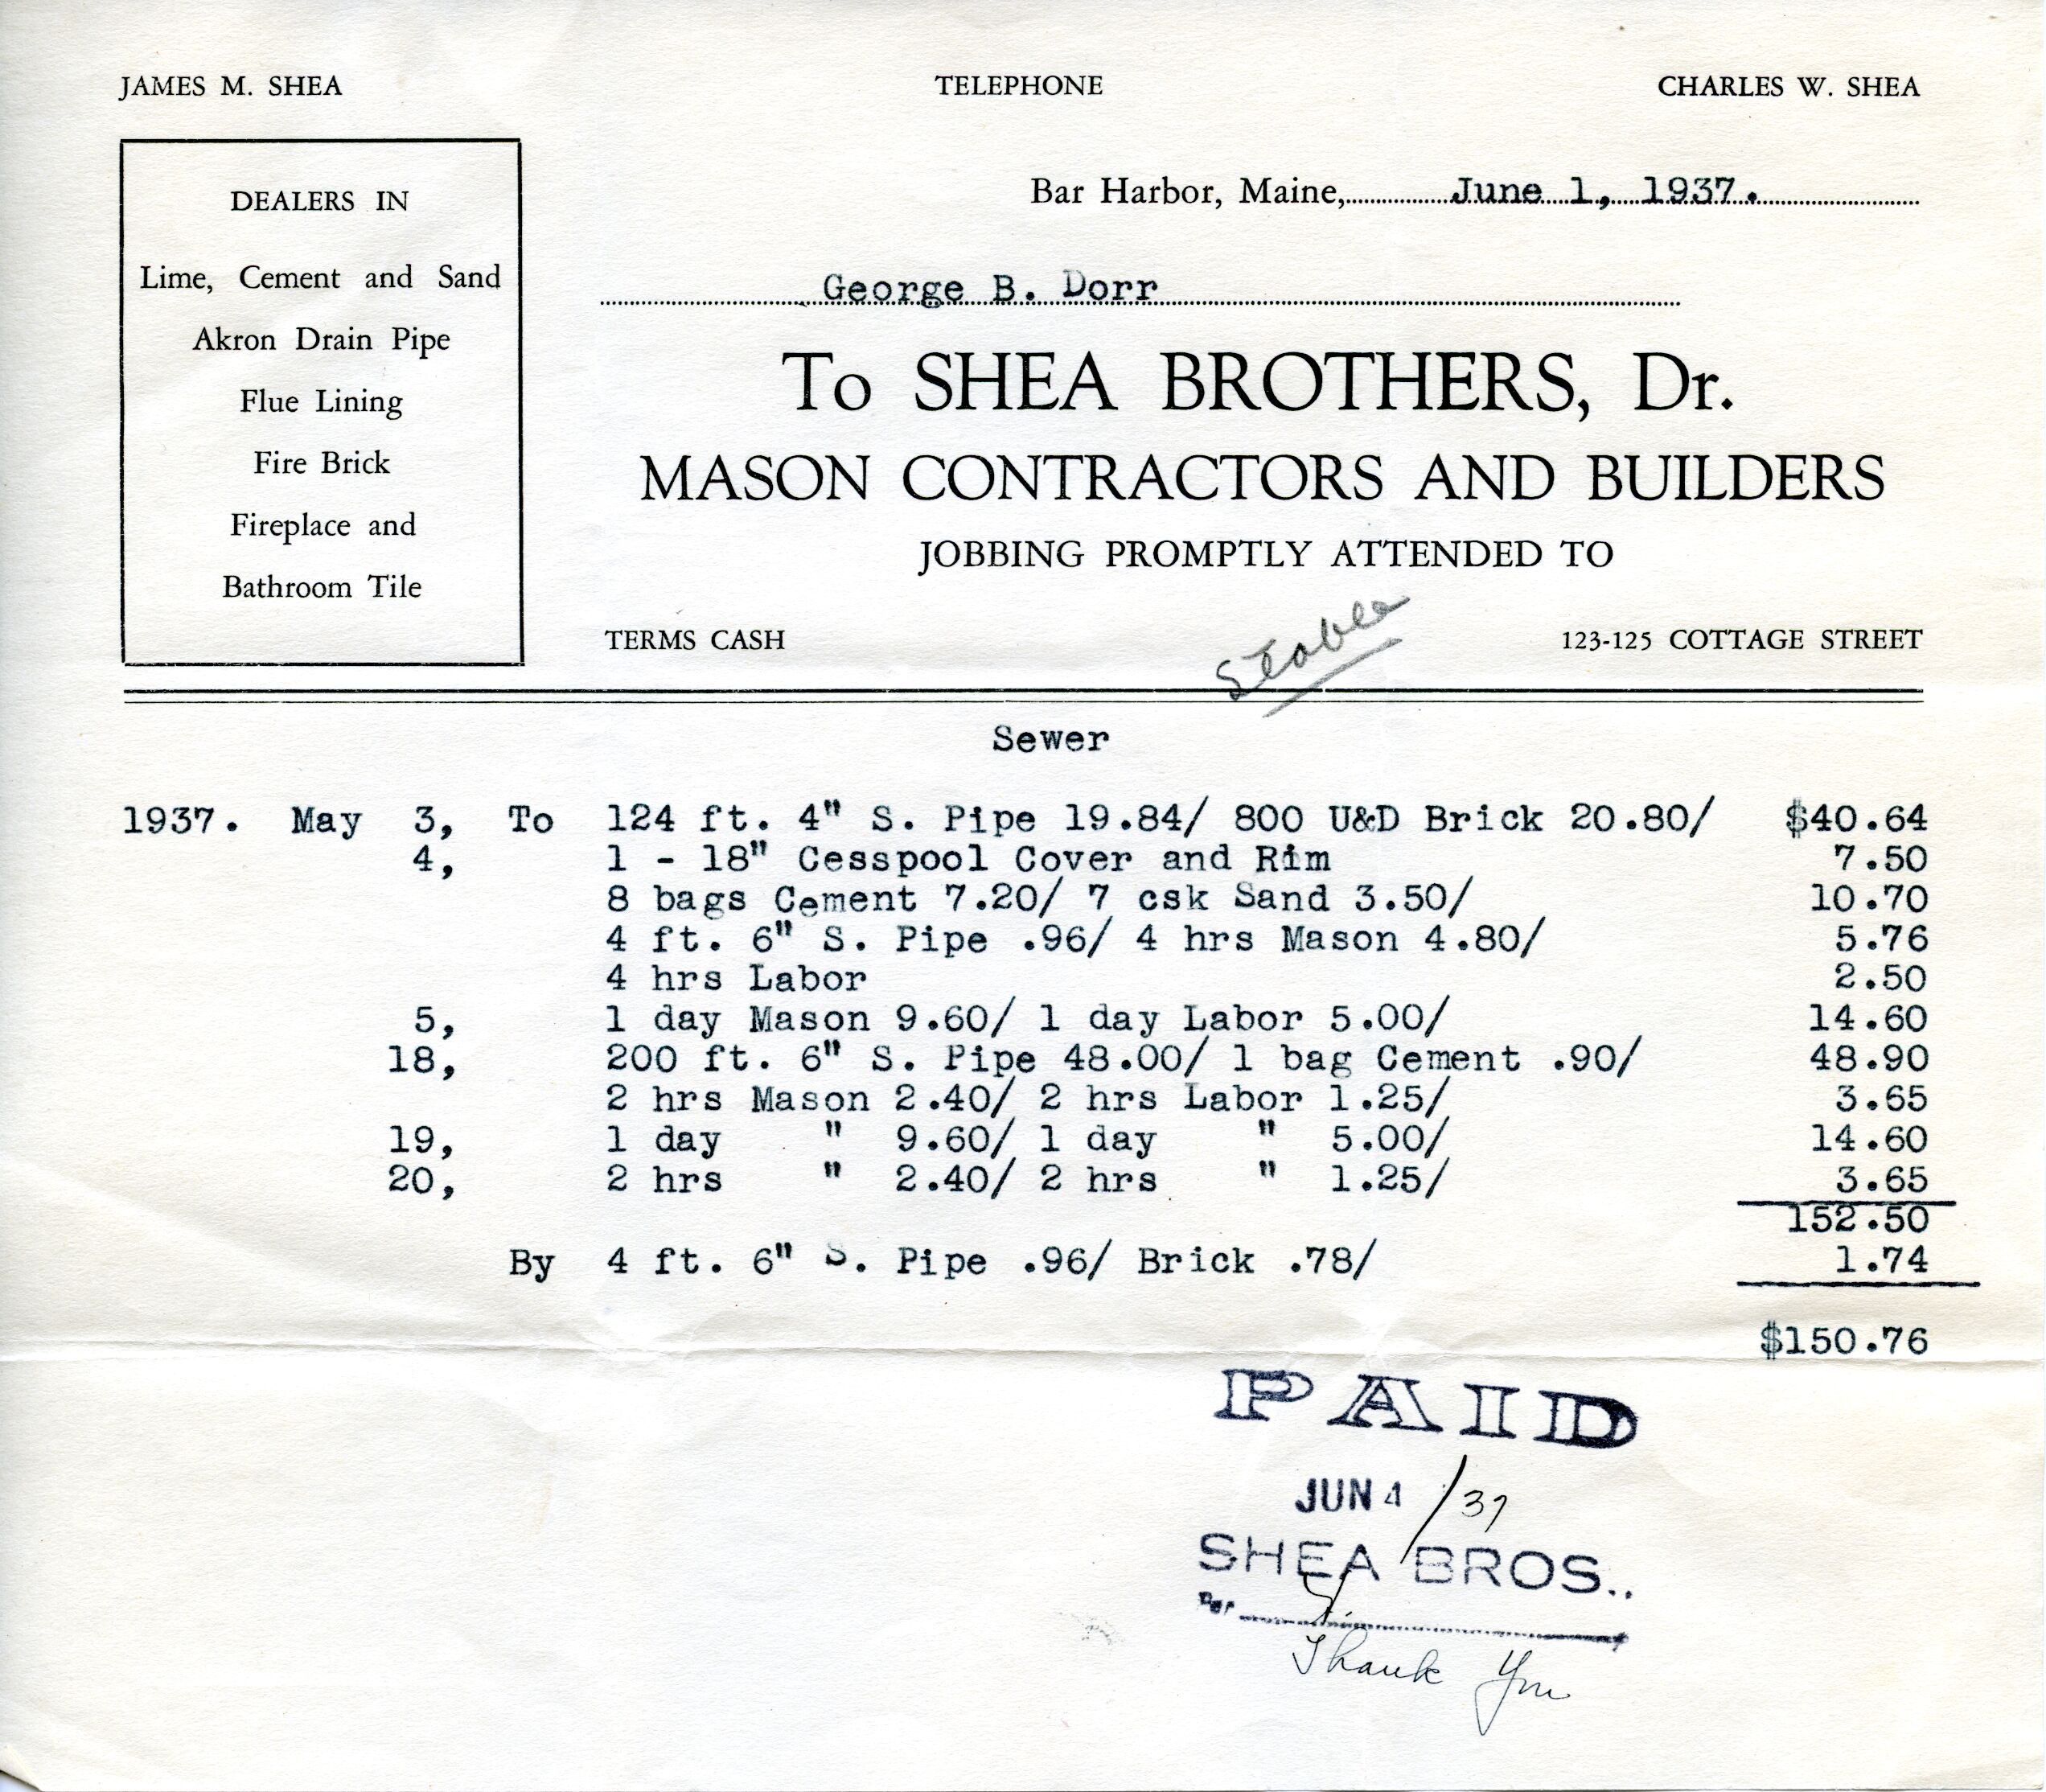 JAMES M. SHEA TELEPHONE CHARLES W. SHEA
DEALERS IN
Lime, Cement and Sand
Akron Drain Pipe
Flue Lining
Fire Brick
Fireplace and
Bathroom Tile
Bar Harbor, Maine, June 1, 1937.
George B. Dorr
To SHEA BROTHERS, Dr.
MASON CONTRACTORS AND BUILDERS
JOBBING PROMPTLY ATTENDED TO
TERMS CASH 123-125 COTTAGE STREET
Sewer
1937. May 3, To 124 ft. 4" S. Pipe 19.84/ 800 U&D Brick 20.80/ $40.64
4, 1 - 18" Cesspool Cover and Rim 7.50
8 bags Cement 7.20/ 7 csk Sand 3.50/ 10.70
4 ft. 6" S. Pipe .96/ 4 hrs Mason 4.80/ 5.76
4 hrs Labor 2.50
5, 1 day Mason 9.60/ 1 day Labor 5.00/ 14.60
18, 200 ft. 6" S. Pipe 48.00/ 1 bag Cement .90/ 48.90
2 hrs Mason 2.40/ 2 hrs Labor 1.25/ 3.65
19, 1 day " 9.60/ 1 day " 5.00/ 14.60
20, 2 hrs " 2.40/ 2 hrs " 1.25/ 3.65
152.50
By 4 ft. 6" S. Pipe .96/ Brick .78/ 1.74
$150.76
PAID
JUN 4 /37
SHEA BROS..
Per
Thank You